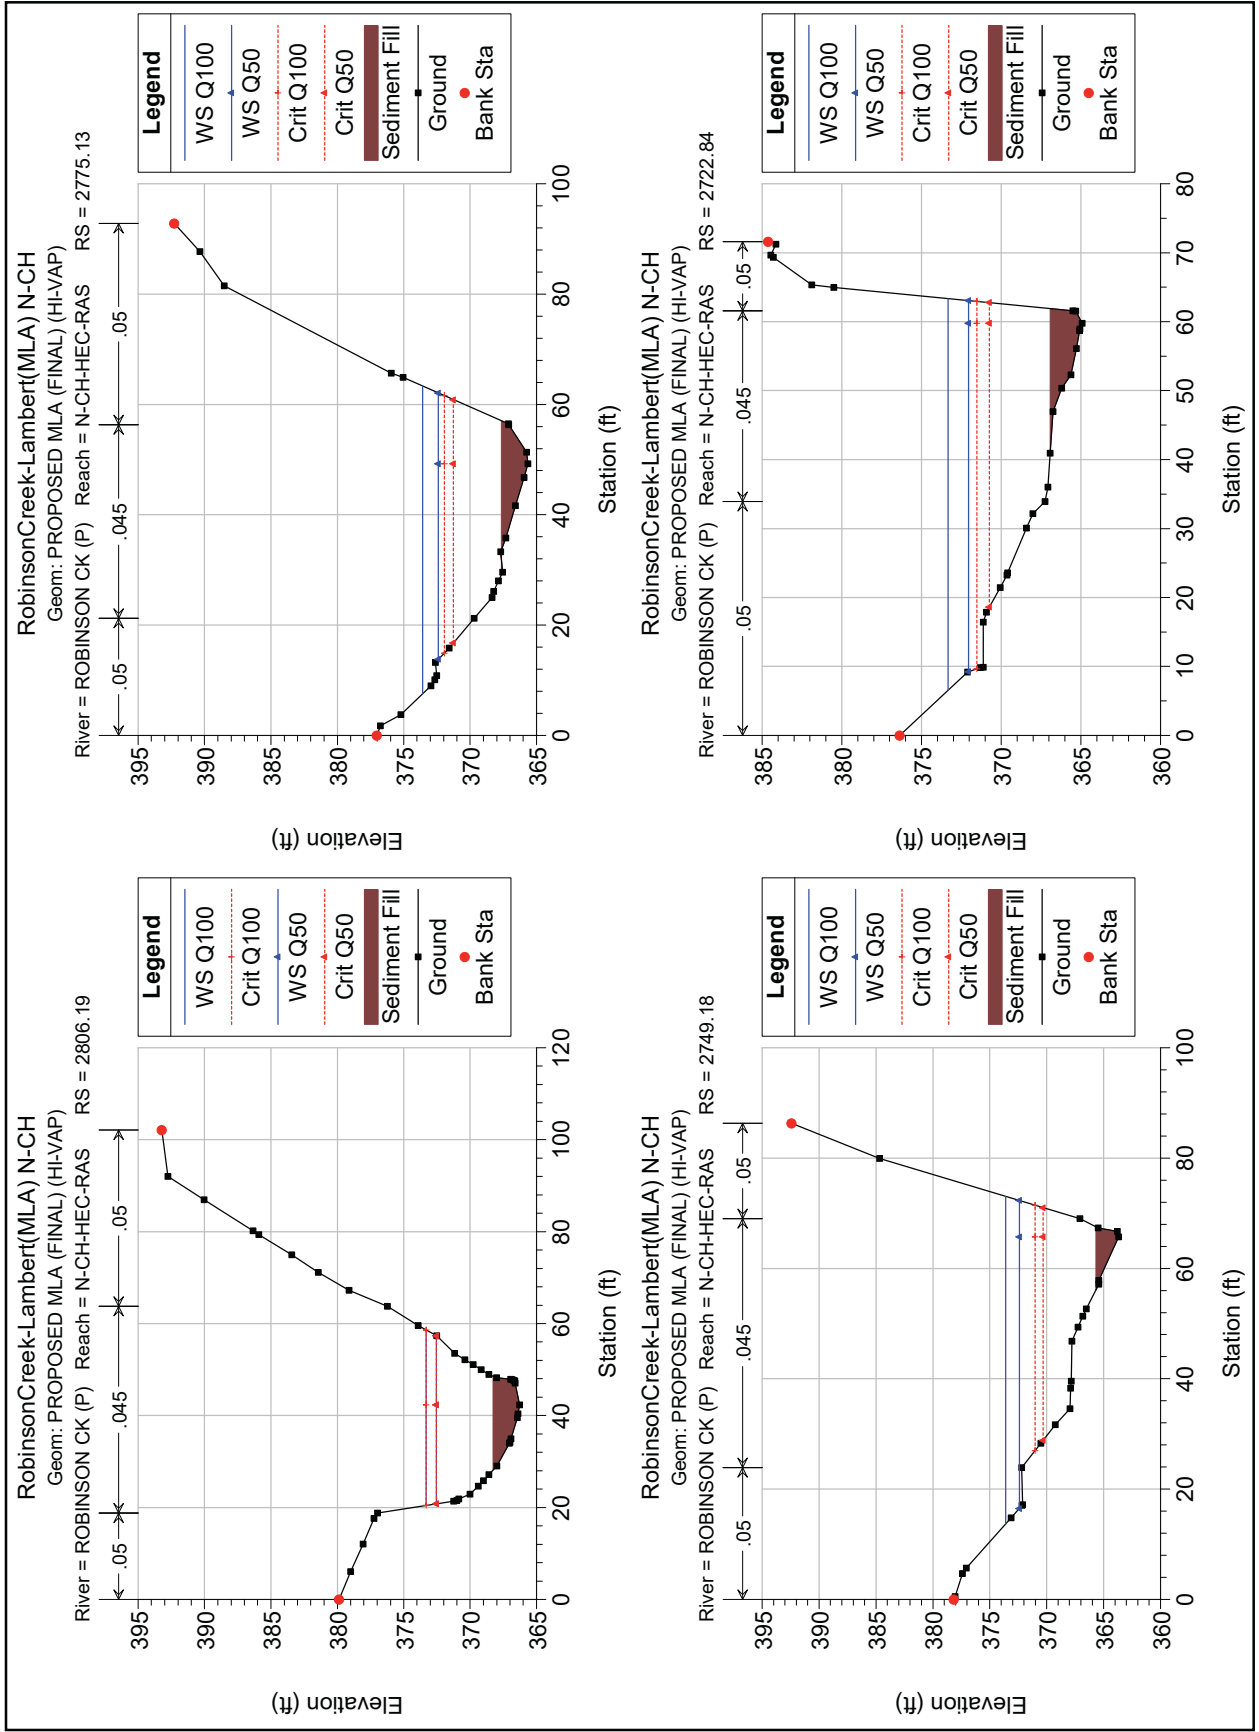 RobinsonCreek-Lambert(MLA) N-CH
Geom: PROPOSED MLA (FINAL) (HI-VAP)
River = ROBINSON CK (P) Reach = N-CH-HEC-RAS RS = 2806.19
.05
.045
.05
395
390
385
380
375
370
365
Elevation (ft)
0
20
40
60
80
100
120
Station (ft)
Legend
WS Q100
Crit Q100
WS Q50
Crit Q50
Sediment Fill
Ground
Bank Sta
RobinsonCreek-Lambert(MLA) N-CH
Geom: PROPOSED MLA (FINAL) (HI-VAP)
River = ROBINSON CK (P) Reach = N-CH-HEC-RAS RS = 2775.13
.05
.045
.05
395
390
385
380
375
370
365
Elevation (ft)
0
20
40
60
80
100
Station (ft)
Legend
WS Q100
WS Q50
Crit Q100
Crit Q50
Sediment Fill
Ground
Bank Sta
RobinsonCreek-Lambert(MLA) N-CH
Geom: PROPOSED MLA (FINAL) (HI-VAP)
River = ROBINSON CK (P) Reach = N-CH-HEC-RAS RS = 2749.18
.05
.045
.05
395
390
385
380
375
370
365
360
Elevation (ft)
0
20
40
60
80
100
Station (ft)
Legend
WS Q100
WS Q50
Crit Q100
Crit Q50
Sediment Fill
Ground
Bank Sta
RobinsonCreek-Lambert(MLA) N-CH
Geom: PROPOSED MLA (FINAL) (HI-VAP)
River = ROBINSON CK (P) Reach = N-CH-HEC-RAS RS = 2722.84
.05
.045
.05
385
380
375
370
365
360
Elevation (ft)
0
10
20
30
40
50
60
70
80
Station (ft)
Legend
WS Q100
WS Q50
Crit Q100
Crit Q50
Sediment Fill
Ground
Bank Sta